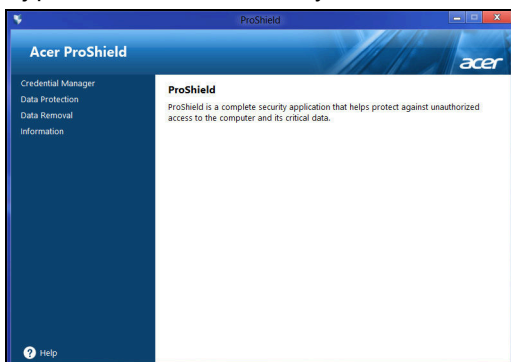 ProShield
Acer ProShield
acer
Credential Manager
Data Protection
Data Removal
Information
ProShield
ProShield is a complete security application that helps protect against unauthorized
access to the computer and its critical data.
Help